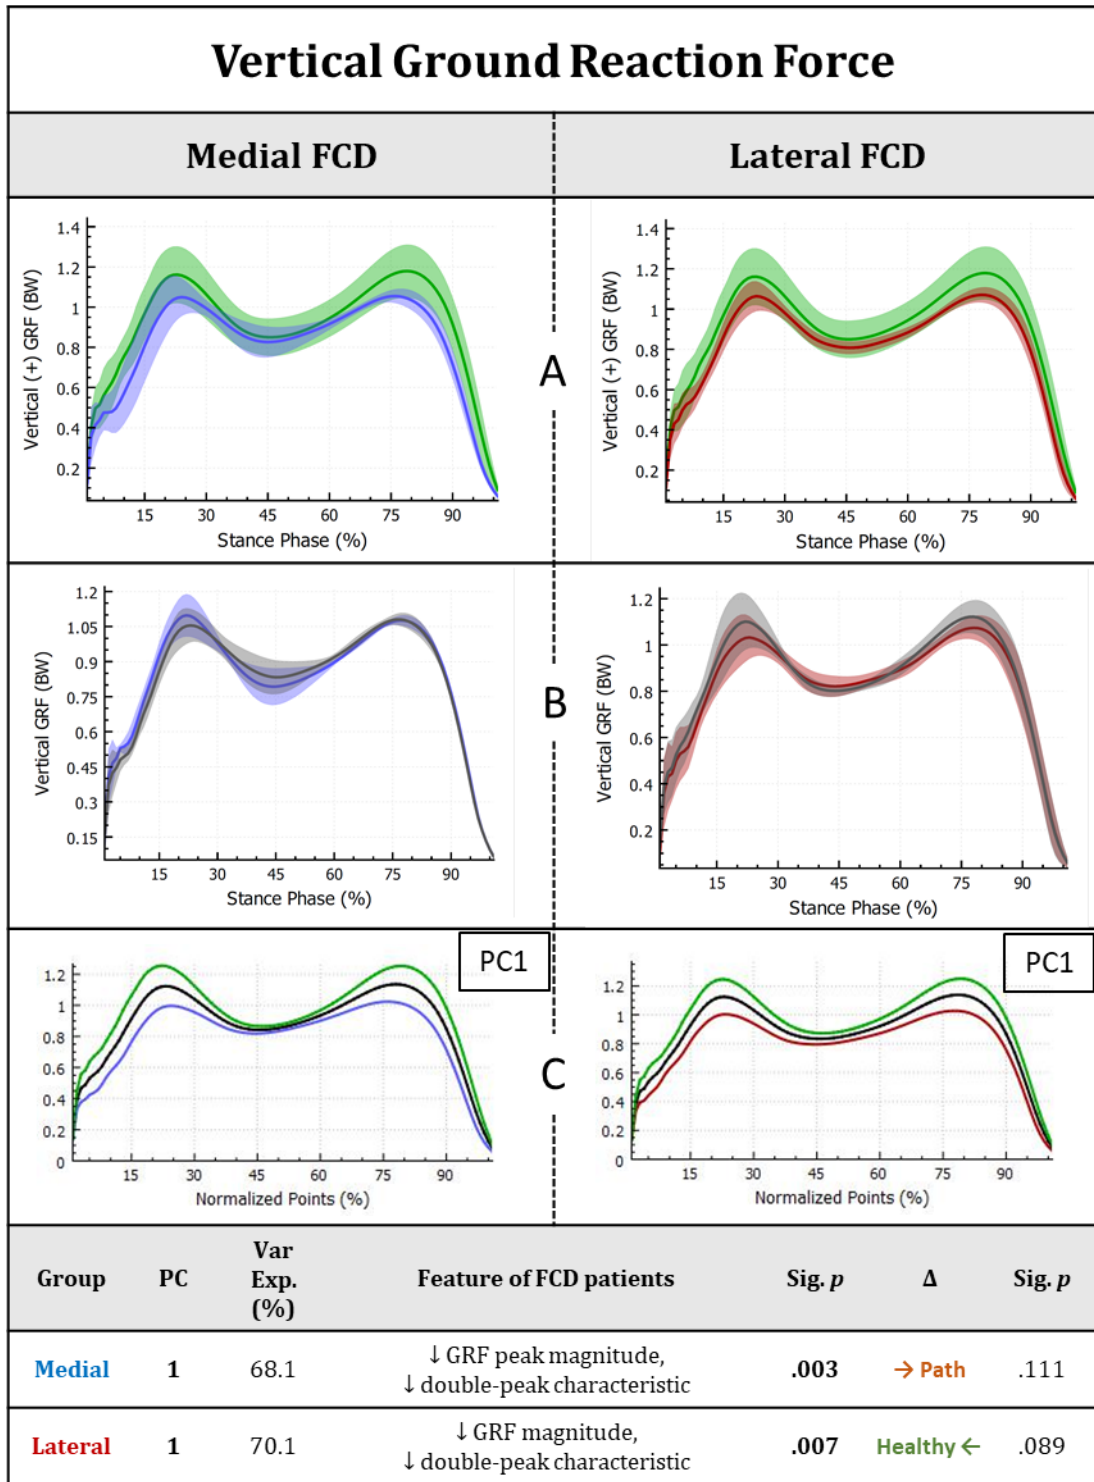 Vertical Ground Reaction Force
Medial FCD
Lateral FCD
Vertical (+) GRF (BW)
1.4
1.2
1
0.8
0.6
0.4
0.2
15 30 45 60 75 90
Stance Phase (%)
A
Vertical (+) GRF (BW)
1.4
1.2
1
0.8
0.6
0.4
0.2
15 30 45 60 75 90
Stance Phase (%)
Vertical GRF (BW)
1.2
1.05
0.9
0.75
0.6
0.45
0.3
0.15
15 30 45 60 75 90
Stance Phase (%)
B
Vertical GRF (BW)
1.2
1
0.8
0.6
0.4
0.2
15 30 45 60 75 90
Stance Phase (%)
PC1
1.2
1
0.8
0.6
0.4
0.2
0
15 30 45 60 75 90
Normalized Points (%)
C
PC1
1.2
1
0.8
0.6
0.4
0.2
0
15 30 45 60 75 90
Normalized Points (%)
Group PC Var Exp. (%) Feature of FCD patients Sig. p Δ Sig. p
Medial 1 68.1 ↓ GRF peak magnitude, .003 → Path .111
↓ double-peak characteristic
Lateral 1 70.1 ↓ GRF magnitude, .007 Healthy ← .089
↓ double-peak characteristic